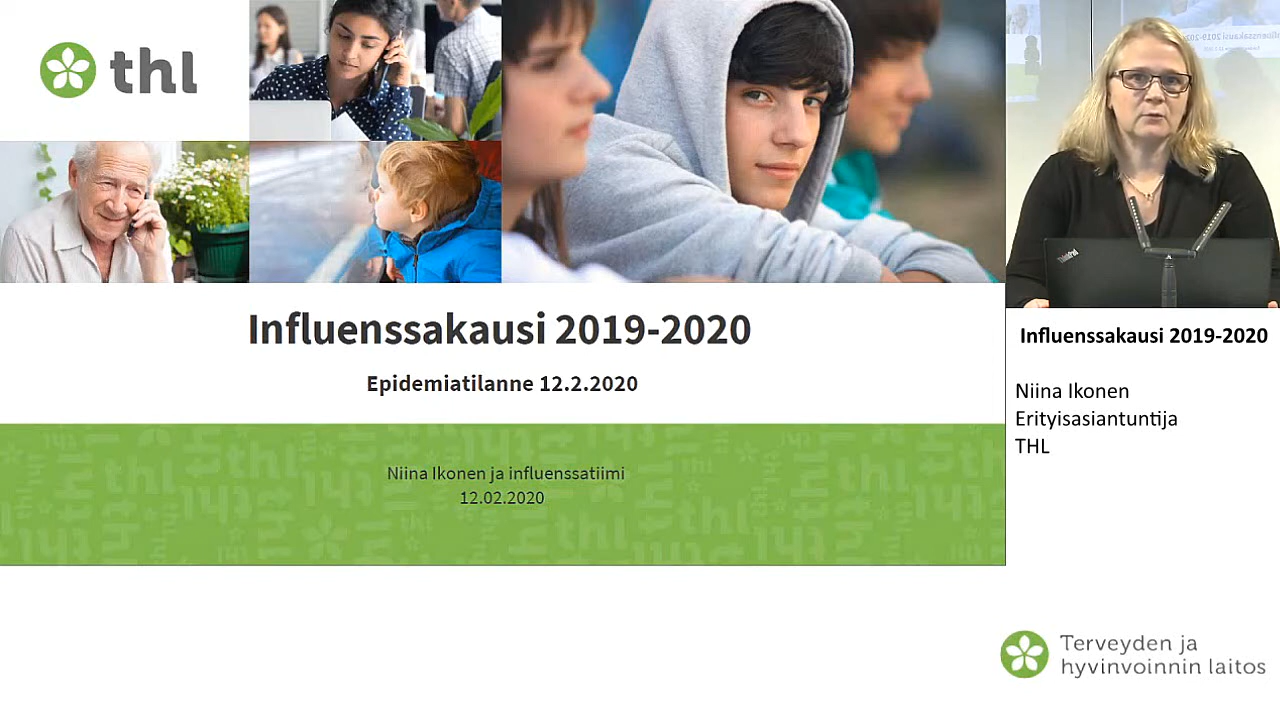 thl
Influenssakausi 2019-2020
Epidemiatilanne 12.2.2020
Niina Ikonen ja influenssatiimi
12.02.2020
ThinkPad
Influenssakausi 2019-2020
Niina Ikonen
Erityisasiantuntija
THL
Terveyden ja
hyvinvoinnin laitos